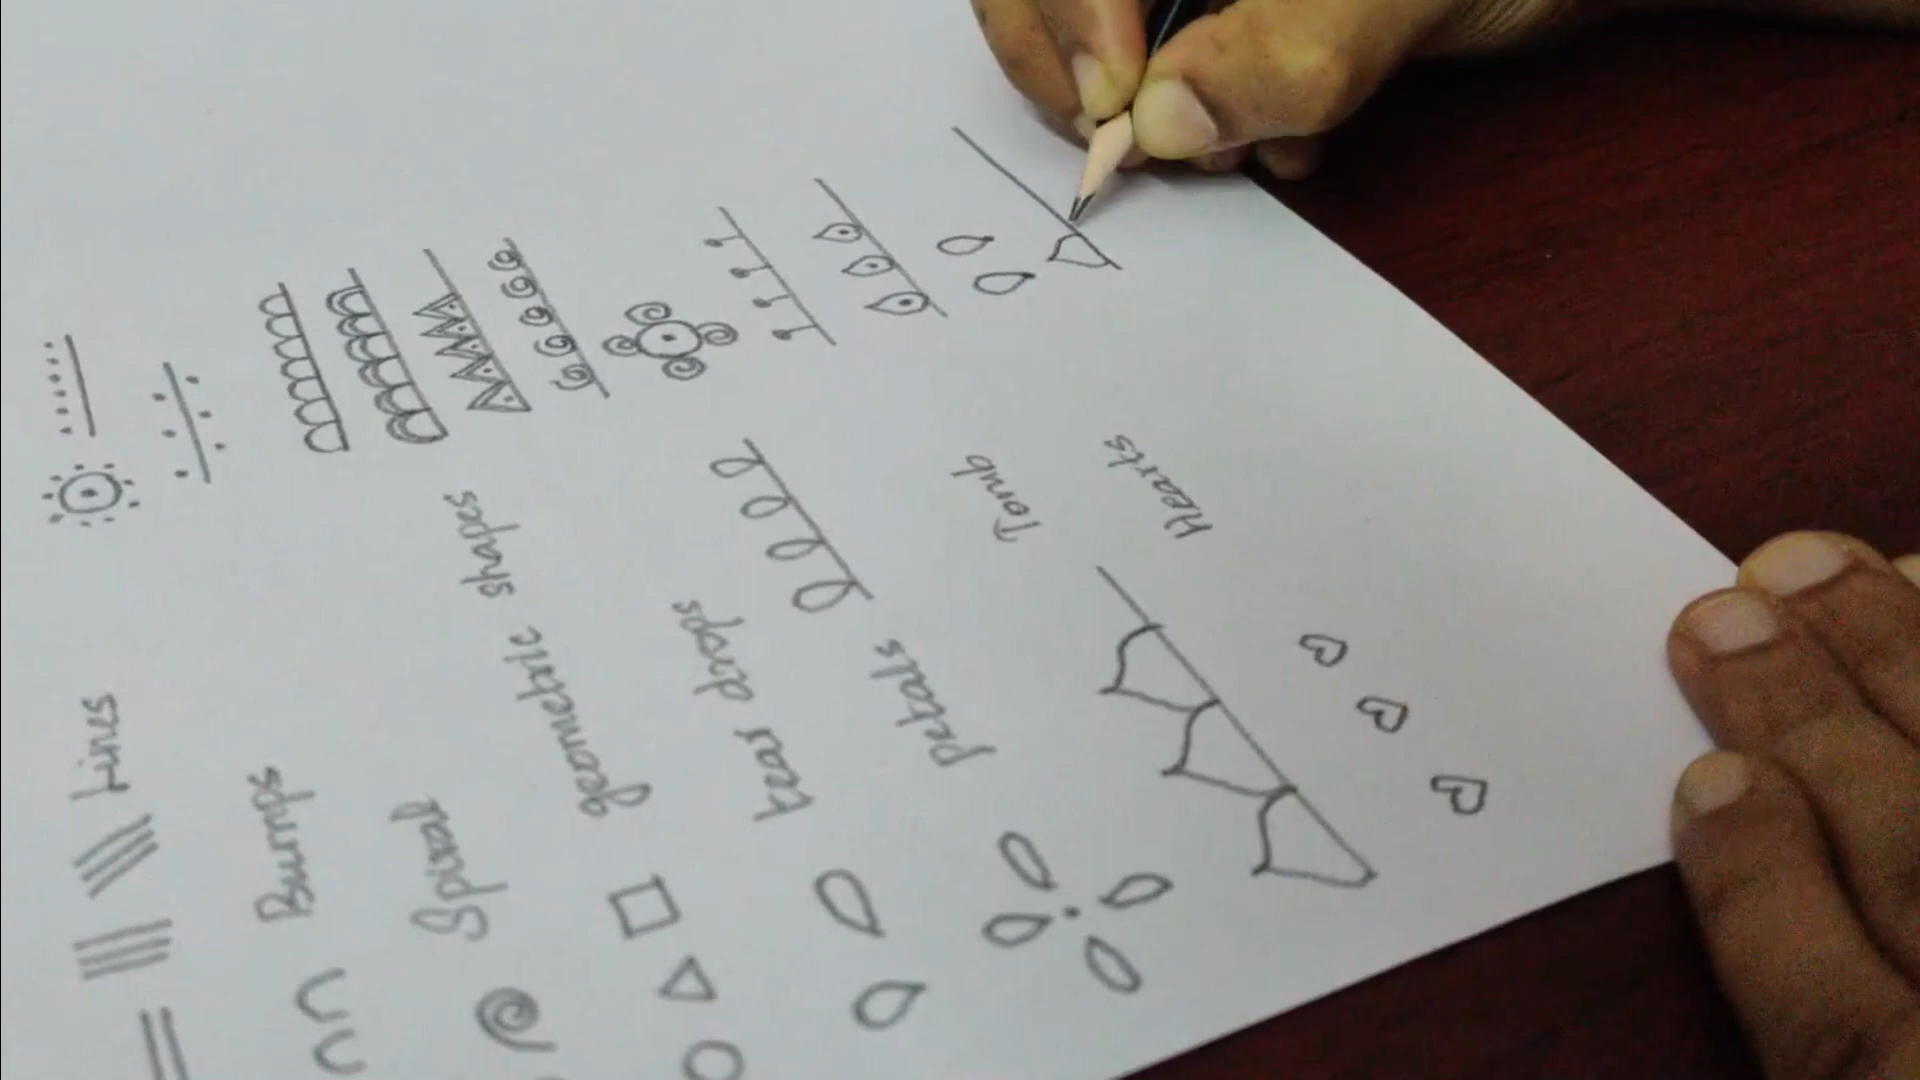 Lines
Bumps
Spiral
geometric shapes
tear drops
petals
Tomb
Hearts